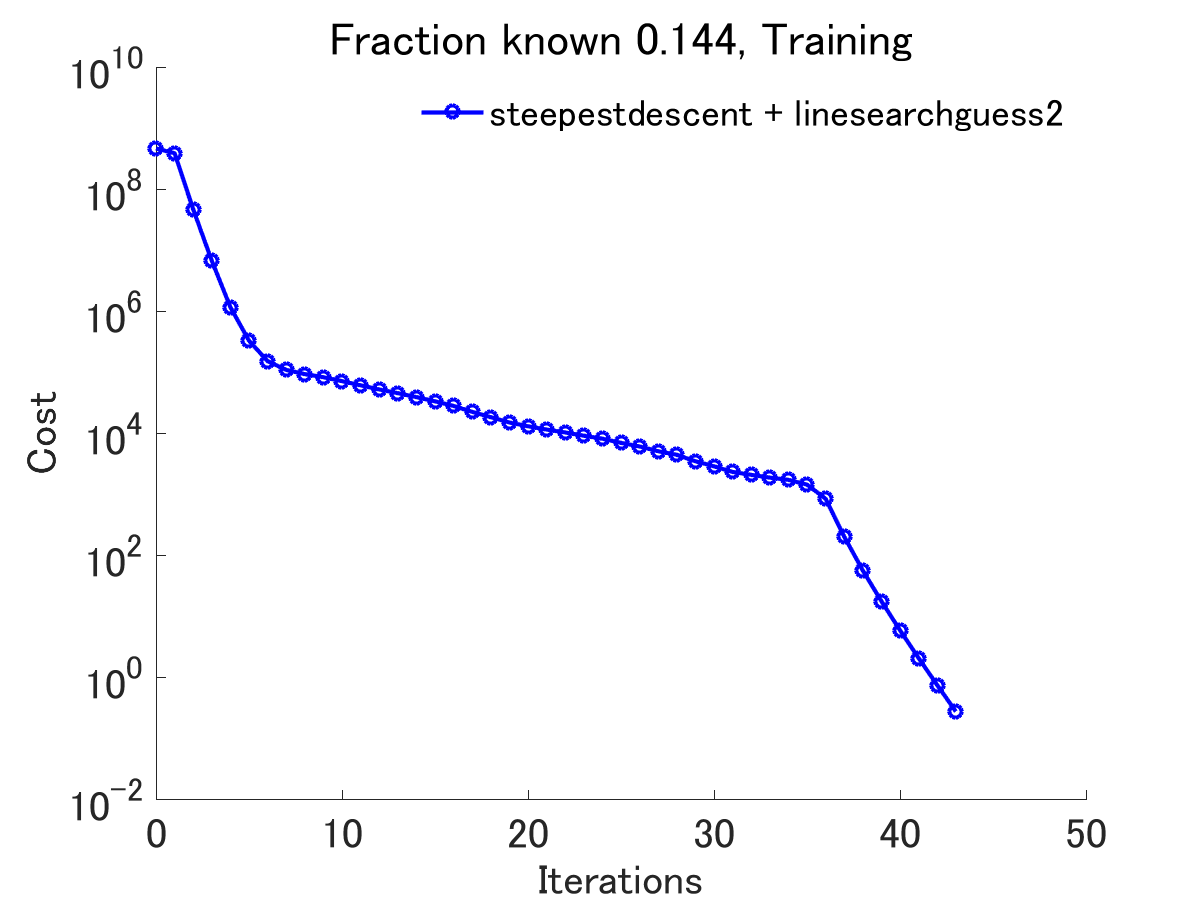 Fraction known 0.144, Training
steepestdescent + linesearchguess2
10^10
10^8
10^6
10^4
10^2
10^0
10^-2
Cost
0 10 20 30 40 50
Iterations